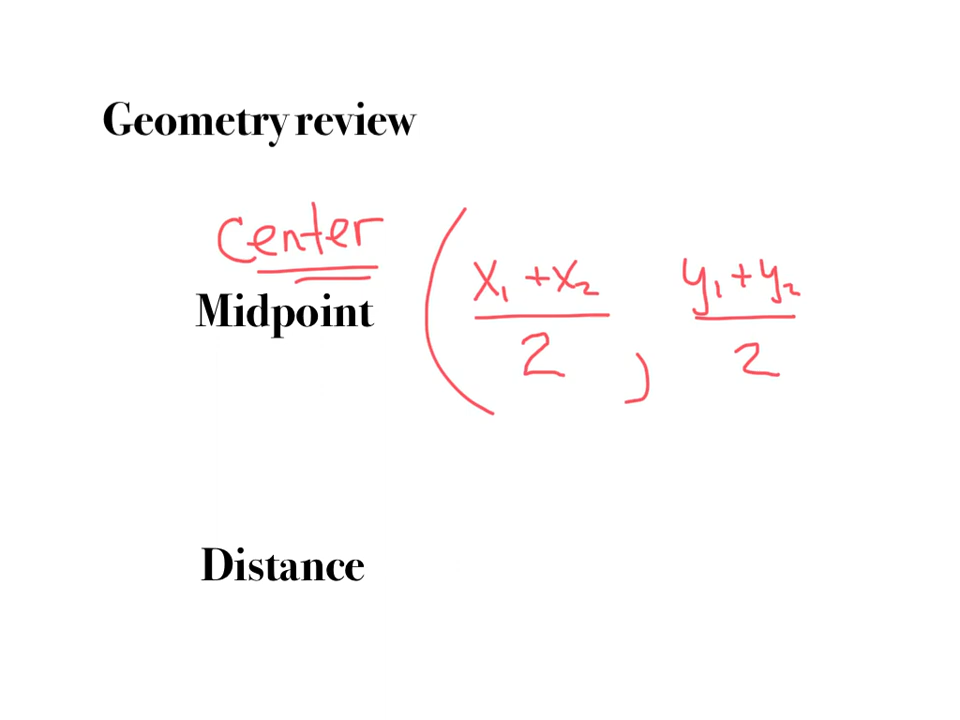 Geometry review
Center
Midpoint ( x₁ + x₂ / 2 , y₁ + y₂ / 2
Distance